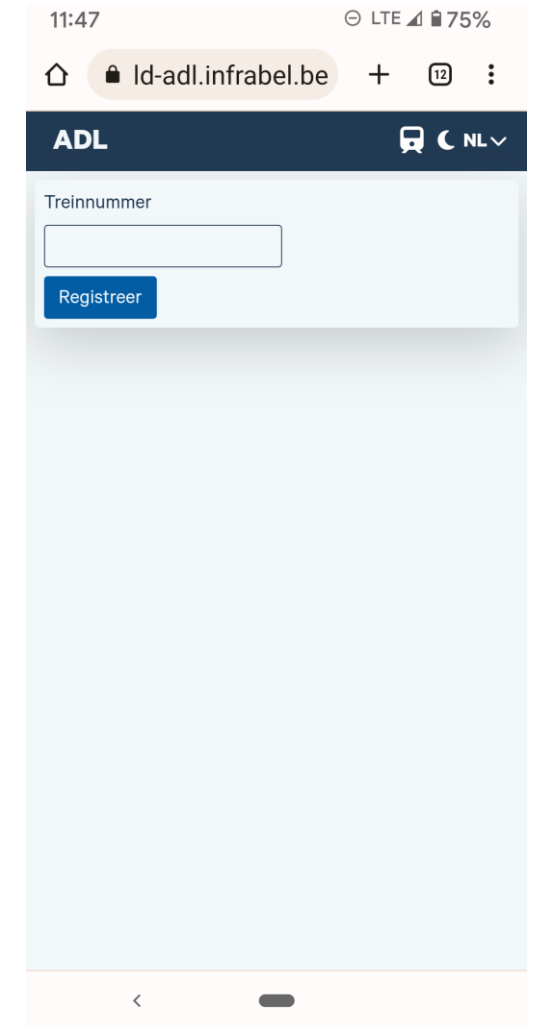 11:47 LTE 75%
ld-adl.infrabel.be 12
ADL NL
Treinnummer
Registreer